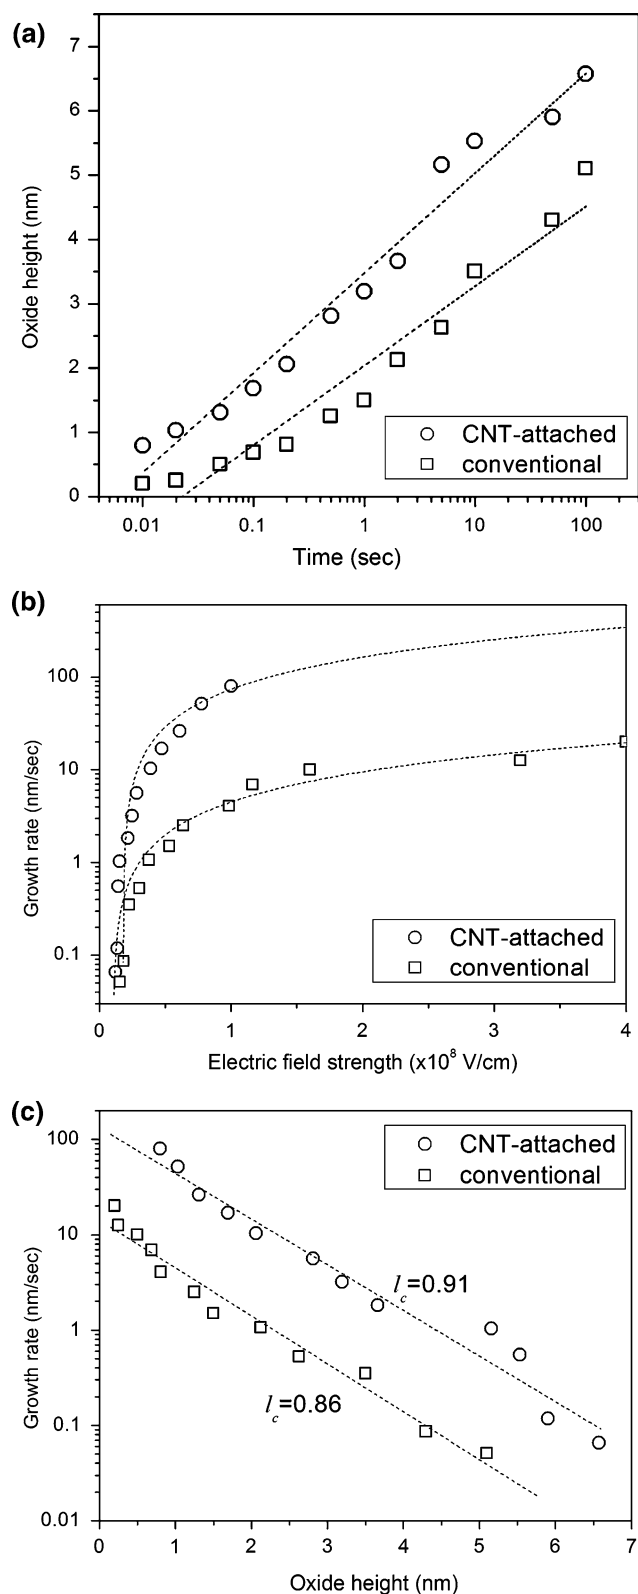 (a)
7
6
5
4
3
2
1
0
Oxide height (nm)
CNT-attached
conventional
0.01 0.1 1 10 100
Time (sec)
(b)
100
10
1
0.1
Growth rate (nm/sec)
CNT-attached
conventional
0 1 2 3 4
Electric field strength (x10⁸ V/cm)
(c)
100
10
1
0.1
0.01
Growth rate (nm/sec)
CNT-attached
conventional
l_c=0.91
l_c=0.86
0 1 2 3 4 5 6 7
Oxide height (nm)